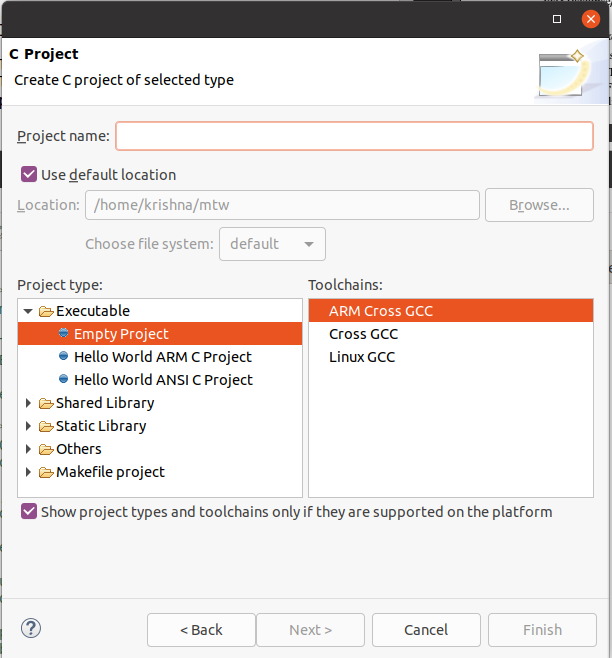 C Project
Create C project of selected type
Project name:
Use default location
Location: /home/krishna/mtw Browse...
Choose file system: default
Project type: Toolchains:
Executable ARM Cross GCC
Empty Project Cross GCC
Hello World ARM C Project Linux GCC
Hello World ANSI C Project
Shared Library
Static Library
Others
Makefile project
Show project types and toolchains only if they are supported on the platform
? < Back Next > Cancel Finish